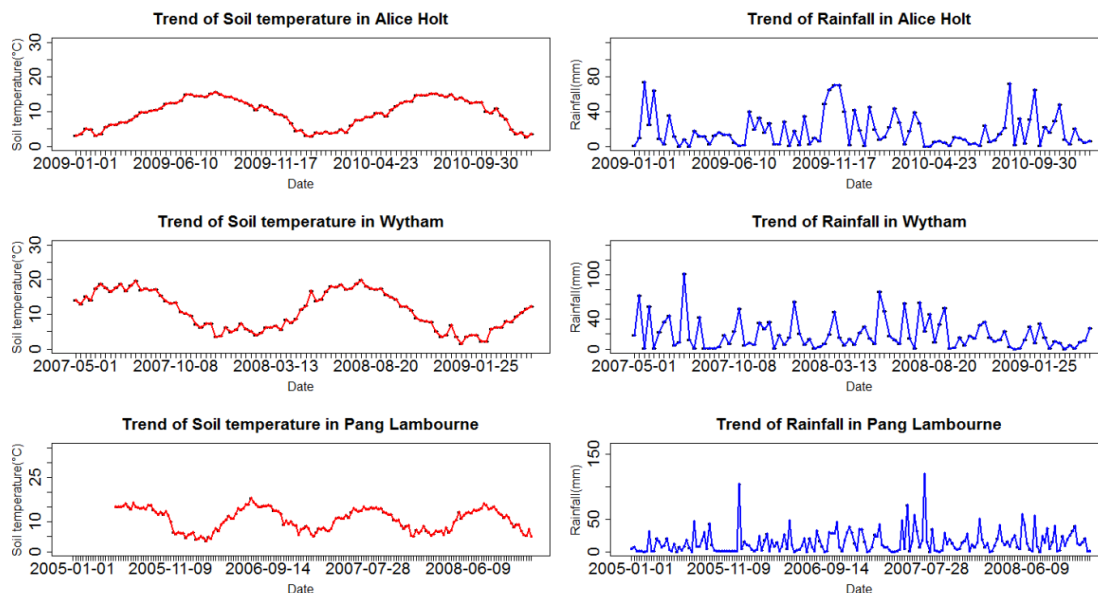 Trend of Soil temperature in Alice Holt
Soil temperature(°C)
30
20
10
0
2009-01-01 2009-06-10 2009-11-17 2010-04-23 2010-09-30
Date
Trend of Rainfall in Alice Holt
Rainfall(mm)
80
40
0
2009-01-01 2009-06-10 2009-11-17 2010-04-23 2010-09-30
Date
Trend of Soil temperature in Wytham
Soil temperature(°C)
30
20
10
0
2007-05-01 2007-10-08 2008-03-13 2008-08-20 2009-01-25
Date
Trend of Rainfall in Wytham
Rainfall(mm)
100
40
0
2007-05-01 2007-10-08 2008-03-13 2008-08-20 2009-01-25
Date
Trend of Soil temperature in Pang Lambourne
Soil temperature(°C)
25
10
0
2005-01-01 2005-11-09 2006-09-14 2007-07-28 2008-06-09
Date
Trend of Rainfall in Pang Lambourne
Rainfall(mm)
150
50
0
2005-01-01 2005-11-09 2006-09-14 2007-07-28 2008-06-09
Date